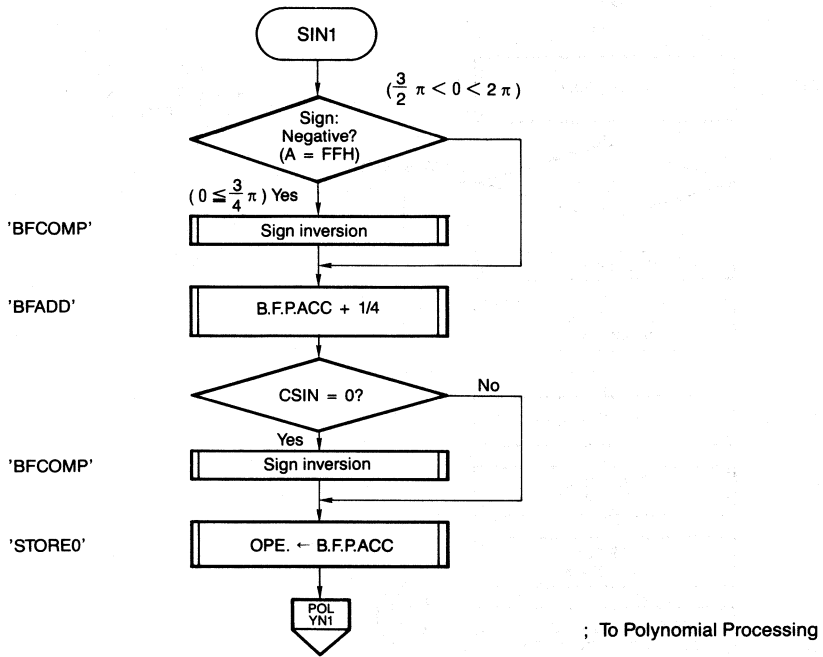 SIN1
( 3/2 π < 0 < 2 π )
Sign:
Negative?
(A = FFH)
( 0 ≦ 3/4 π ) Yes
'BFCOMP'
Sign inversion
'BFADD'
B.F.P.ACC + 1/4
CSIN = 0?
No
Yes
'BFCOMP'
Sign inversion
'STORE0'
OPE. ← B.F.P.ACC
POL
YN1
; To Polynomial Processing